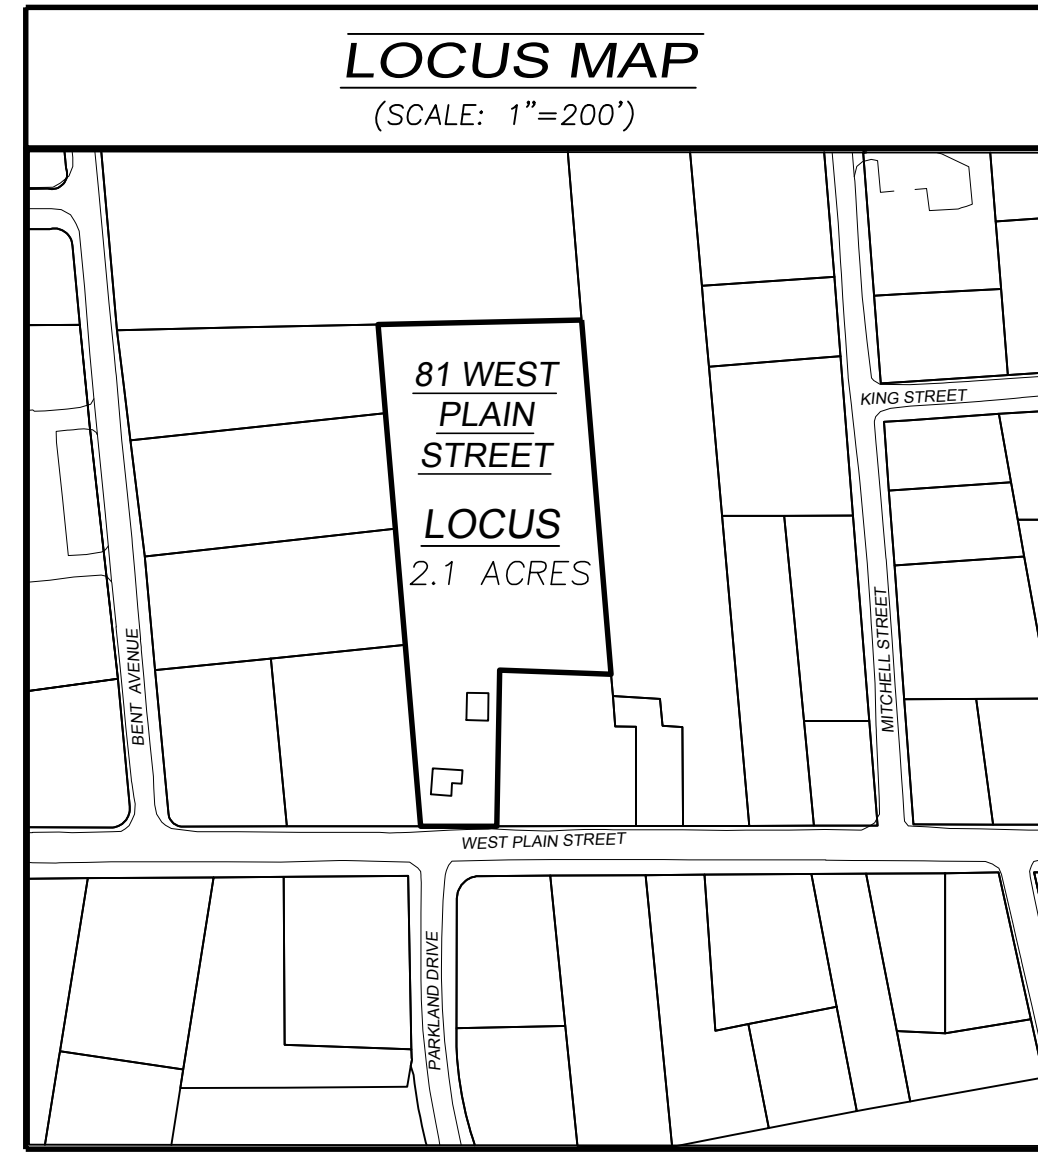 LOCUS MAP
(SCALE: 1"=200')
81 WEST
PLAIN
STREET
LOCUS
2.1 ACRES
KING STREET
MITCHELL STREET
BENT AVENUE
WEST PLAIN STREET
PARKLAND DRIVE